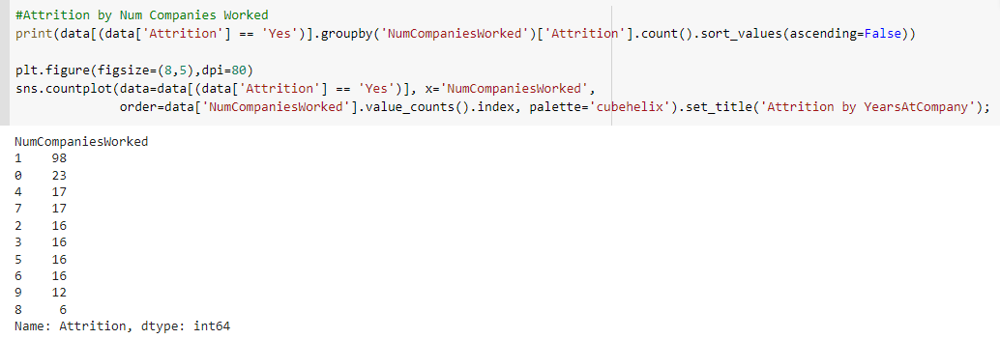 #Attrition by Num Companies Worked
print(data[(data['Attrition'] == 'Yes')].groupby('NumCompaniesWorked')['Attrition'].count().sort_values(ascending=False))
plt.figure(figsize=(8,5),dpi=80)
sns.countplot(data=data[(data['Attrition'] == 'Yes')], x='NumCompaniesWorked',
order=data['NumCompaniesWorked'].value_counts().index, palette='cubehelix').set_title('Attrition by YearsAtCompany');
NumCompaniesWorked
1 98
0 23
4 17
7 17
2 16
3 16
5 16
6 16
9 12
8 6
Name: Attrition, dtype: int64